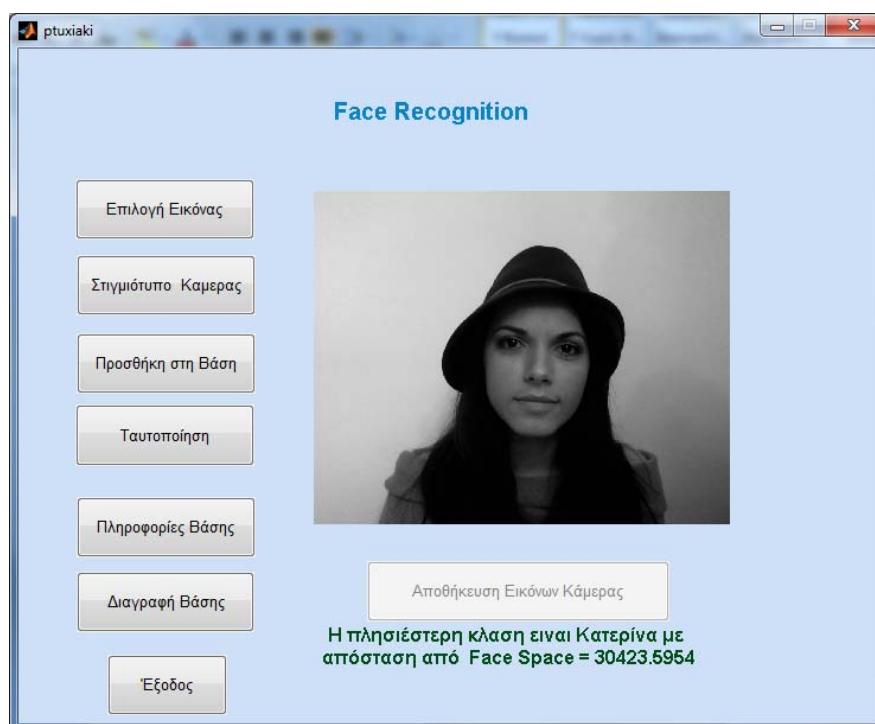 ptuxiaki
Face Recognition
Επιλογή Εικόνας
Στιγμιότυπο Καμερας
Προσθήκη στη Βάση
Ταυτοποίηση
Πληροφορίες Βάσης
Διαγραφή Βάσης
Έξοδος
Αποθήκευση Εικόνων Κάμερας
Η πλησιέστερη κλαση ειναι Κατερίνα με
απόσταση από Face Space = 30423.5954